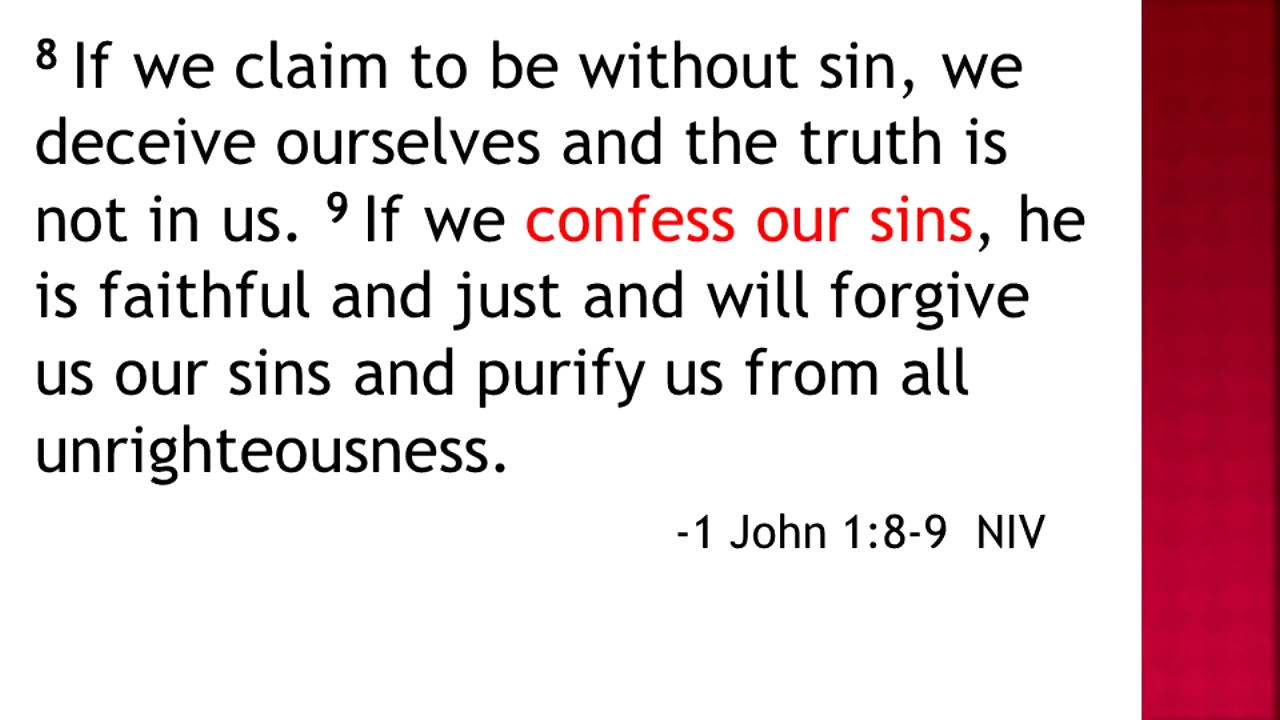 8 If we claim to be without sin, we
deceive ourselves and the truth is
not in us. 9 If we confess our sins, he
is faithful and just and will forgive
us our sins and purify us from all
unrighteousness.
-1 John 1:8-9 NIV